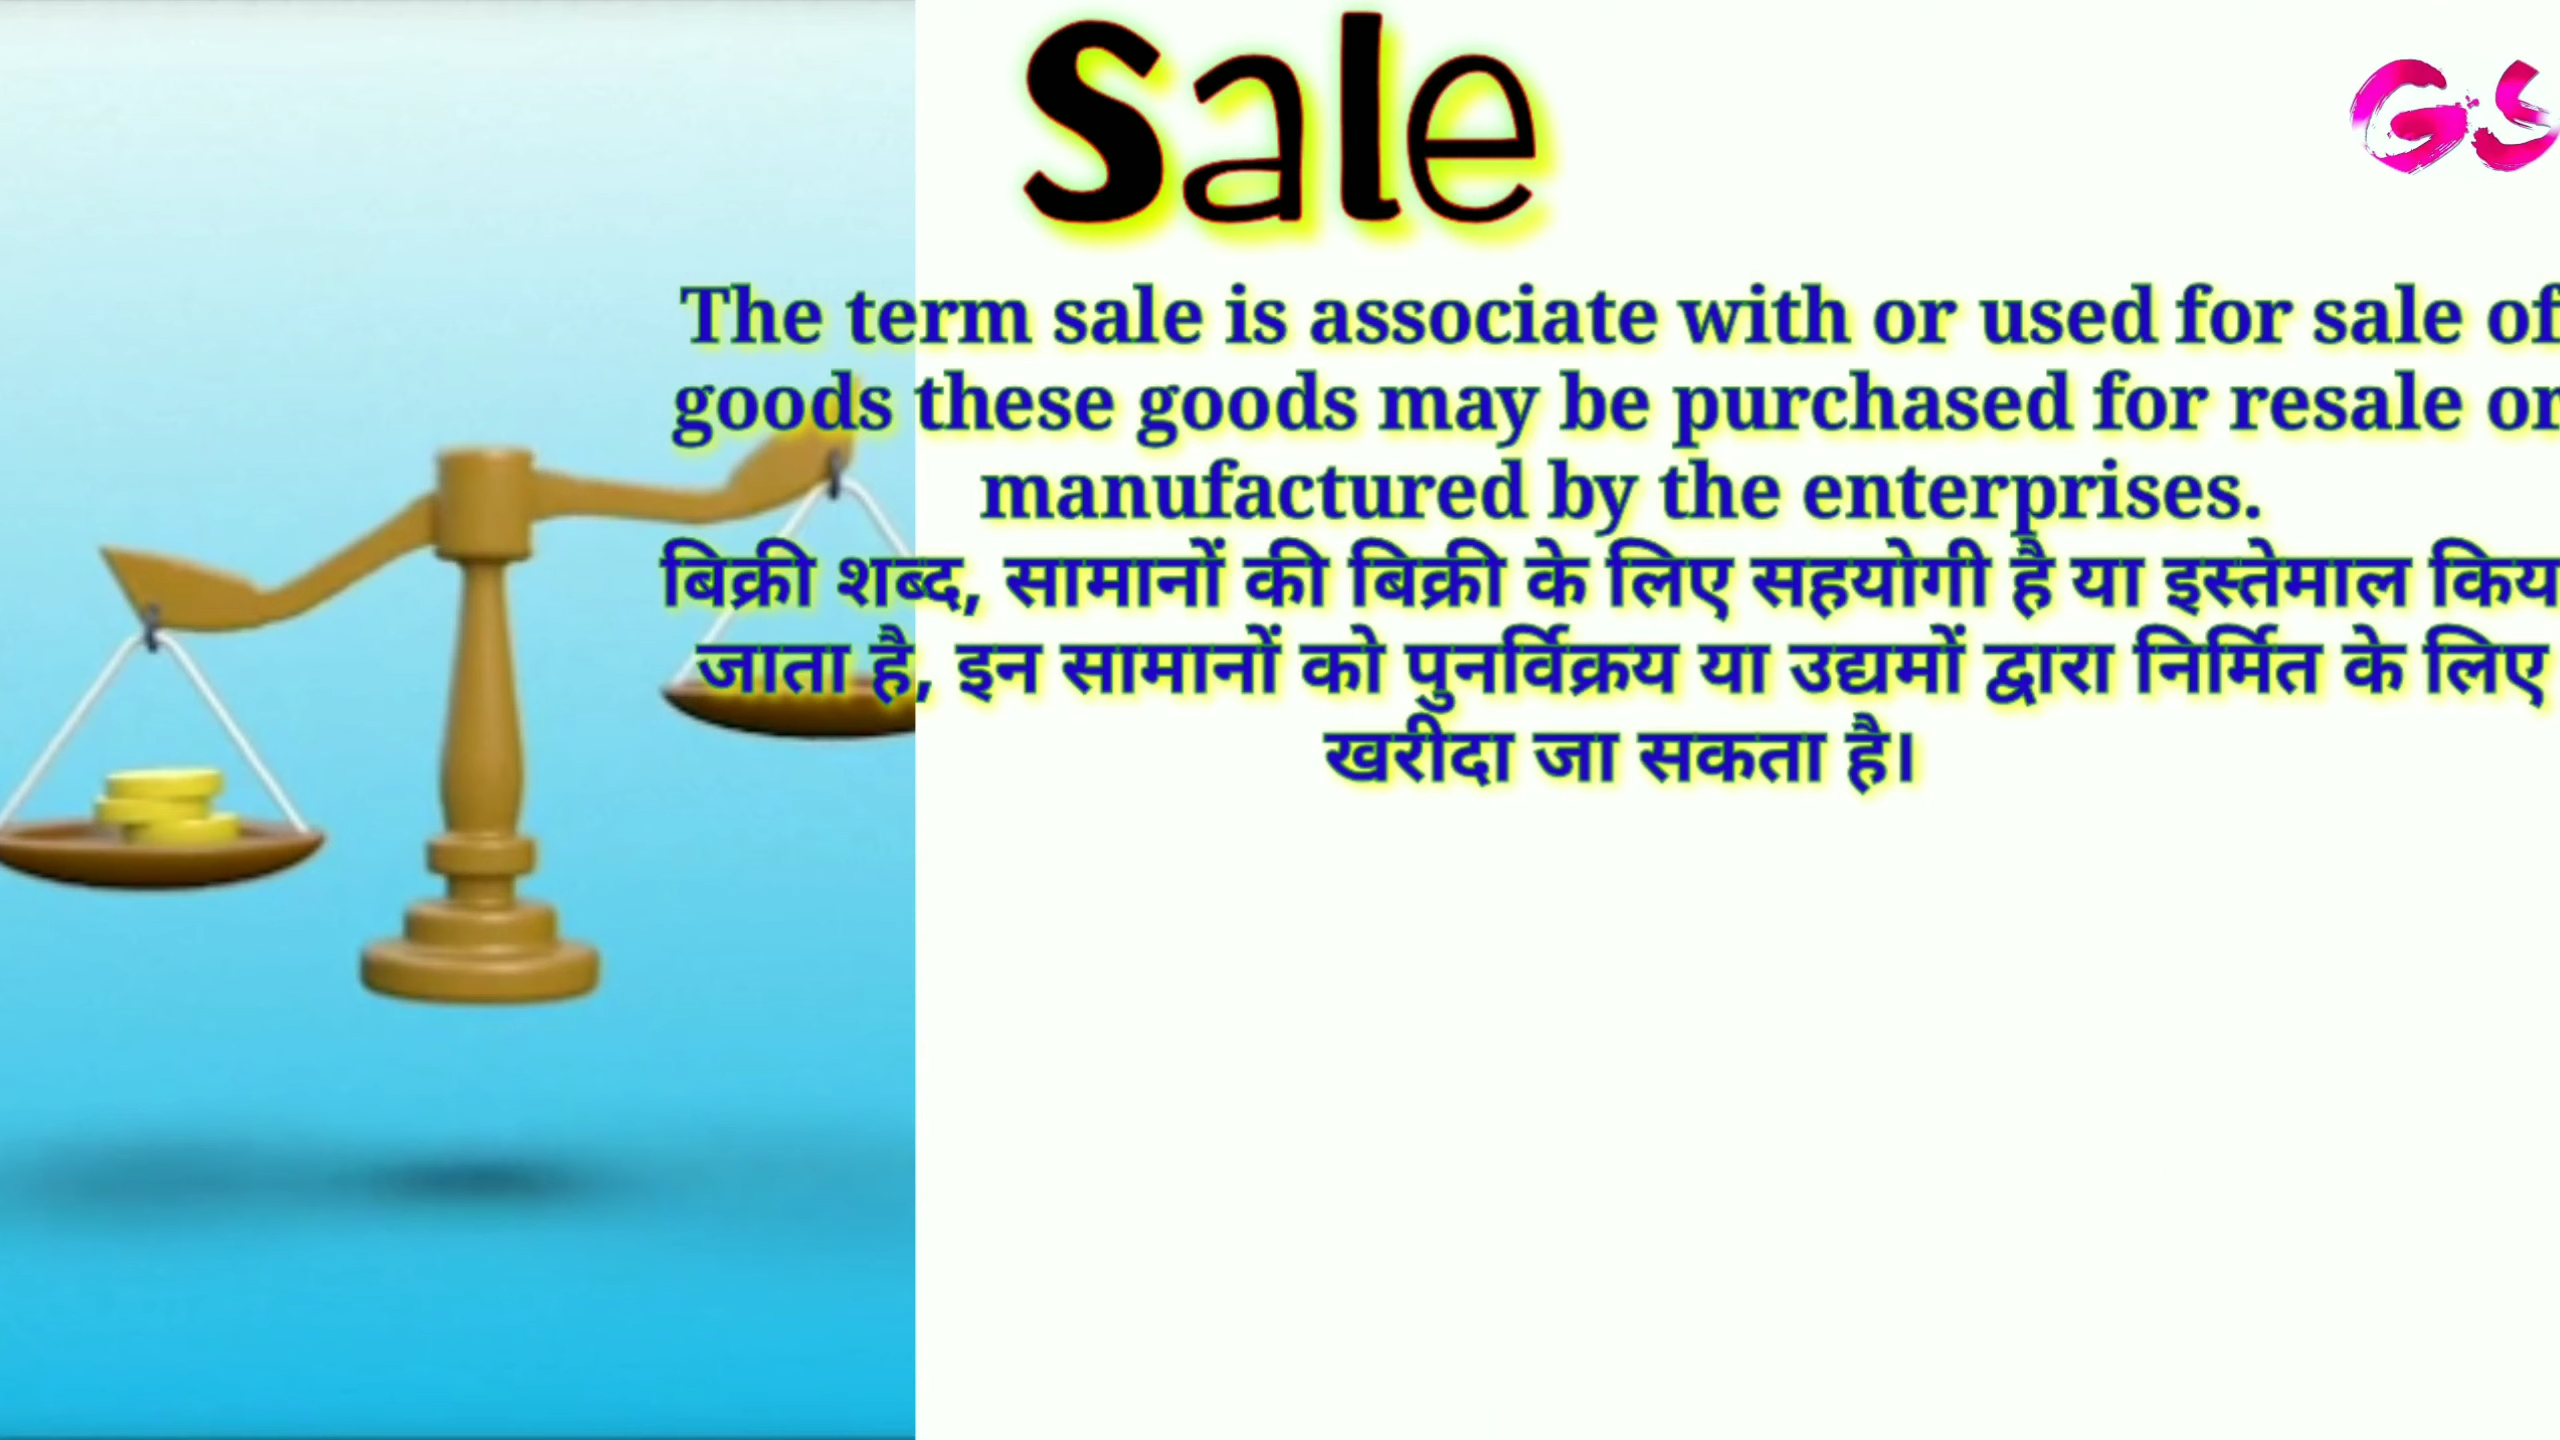 Sale
GS
The term sale is associate with or used for sale of
goods these goods may be purchased for resale or
manufactured by the enterprises.
बिक्री शब्द, सामानों की बिक्री के लिए सहयोगी है या इस्तेमाल किय
जाता है, इन सामानों को पुनर्विक्रय या उद्यमों द्वारा निर्मित के लिए
खरीदा जा सकता है।